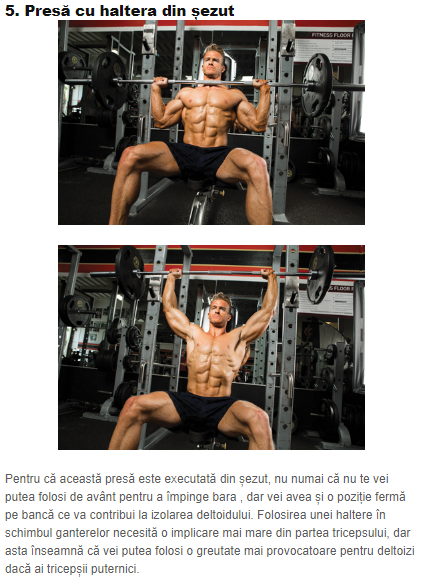 5. Presă cu haltera din șezut
FITNESS FLOOR
Pentru că această presă este executată din șezut, nu numai că nu te vei
putea folosi de avânt pentru a împinge bara , dar vei avea și o poziție fermă
pe bancă ce va contribui la izolarea deltoidului. Folosirea unei haltere în
schimbul ganterelor necesită o implicare mai mare din partea tricepsului, dar
asta înseamnă că vei putea folosi o greutate mai provocatoare pentru deltoizi
dacă ai tricepșii puternici.